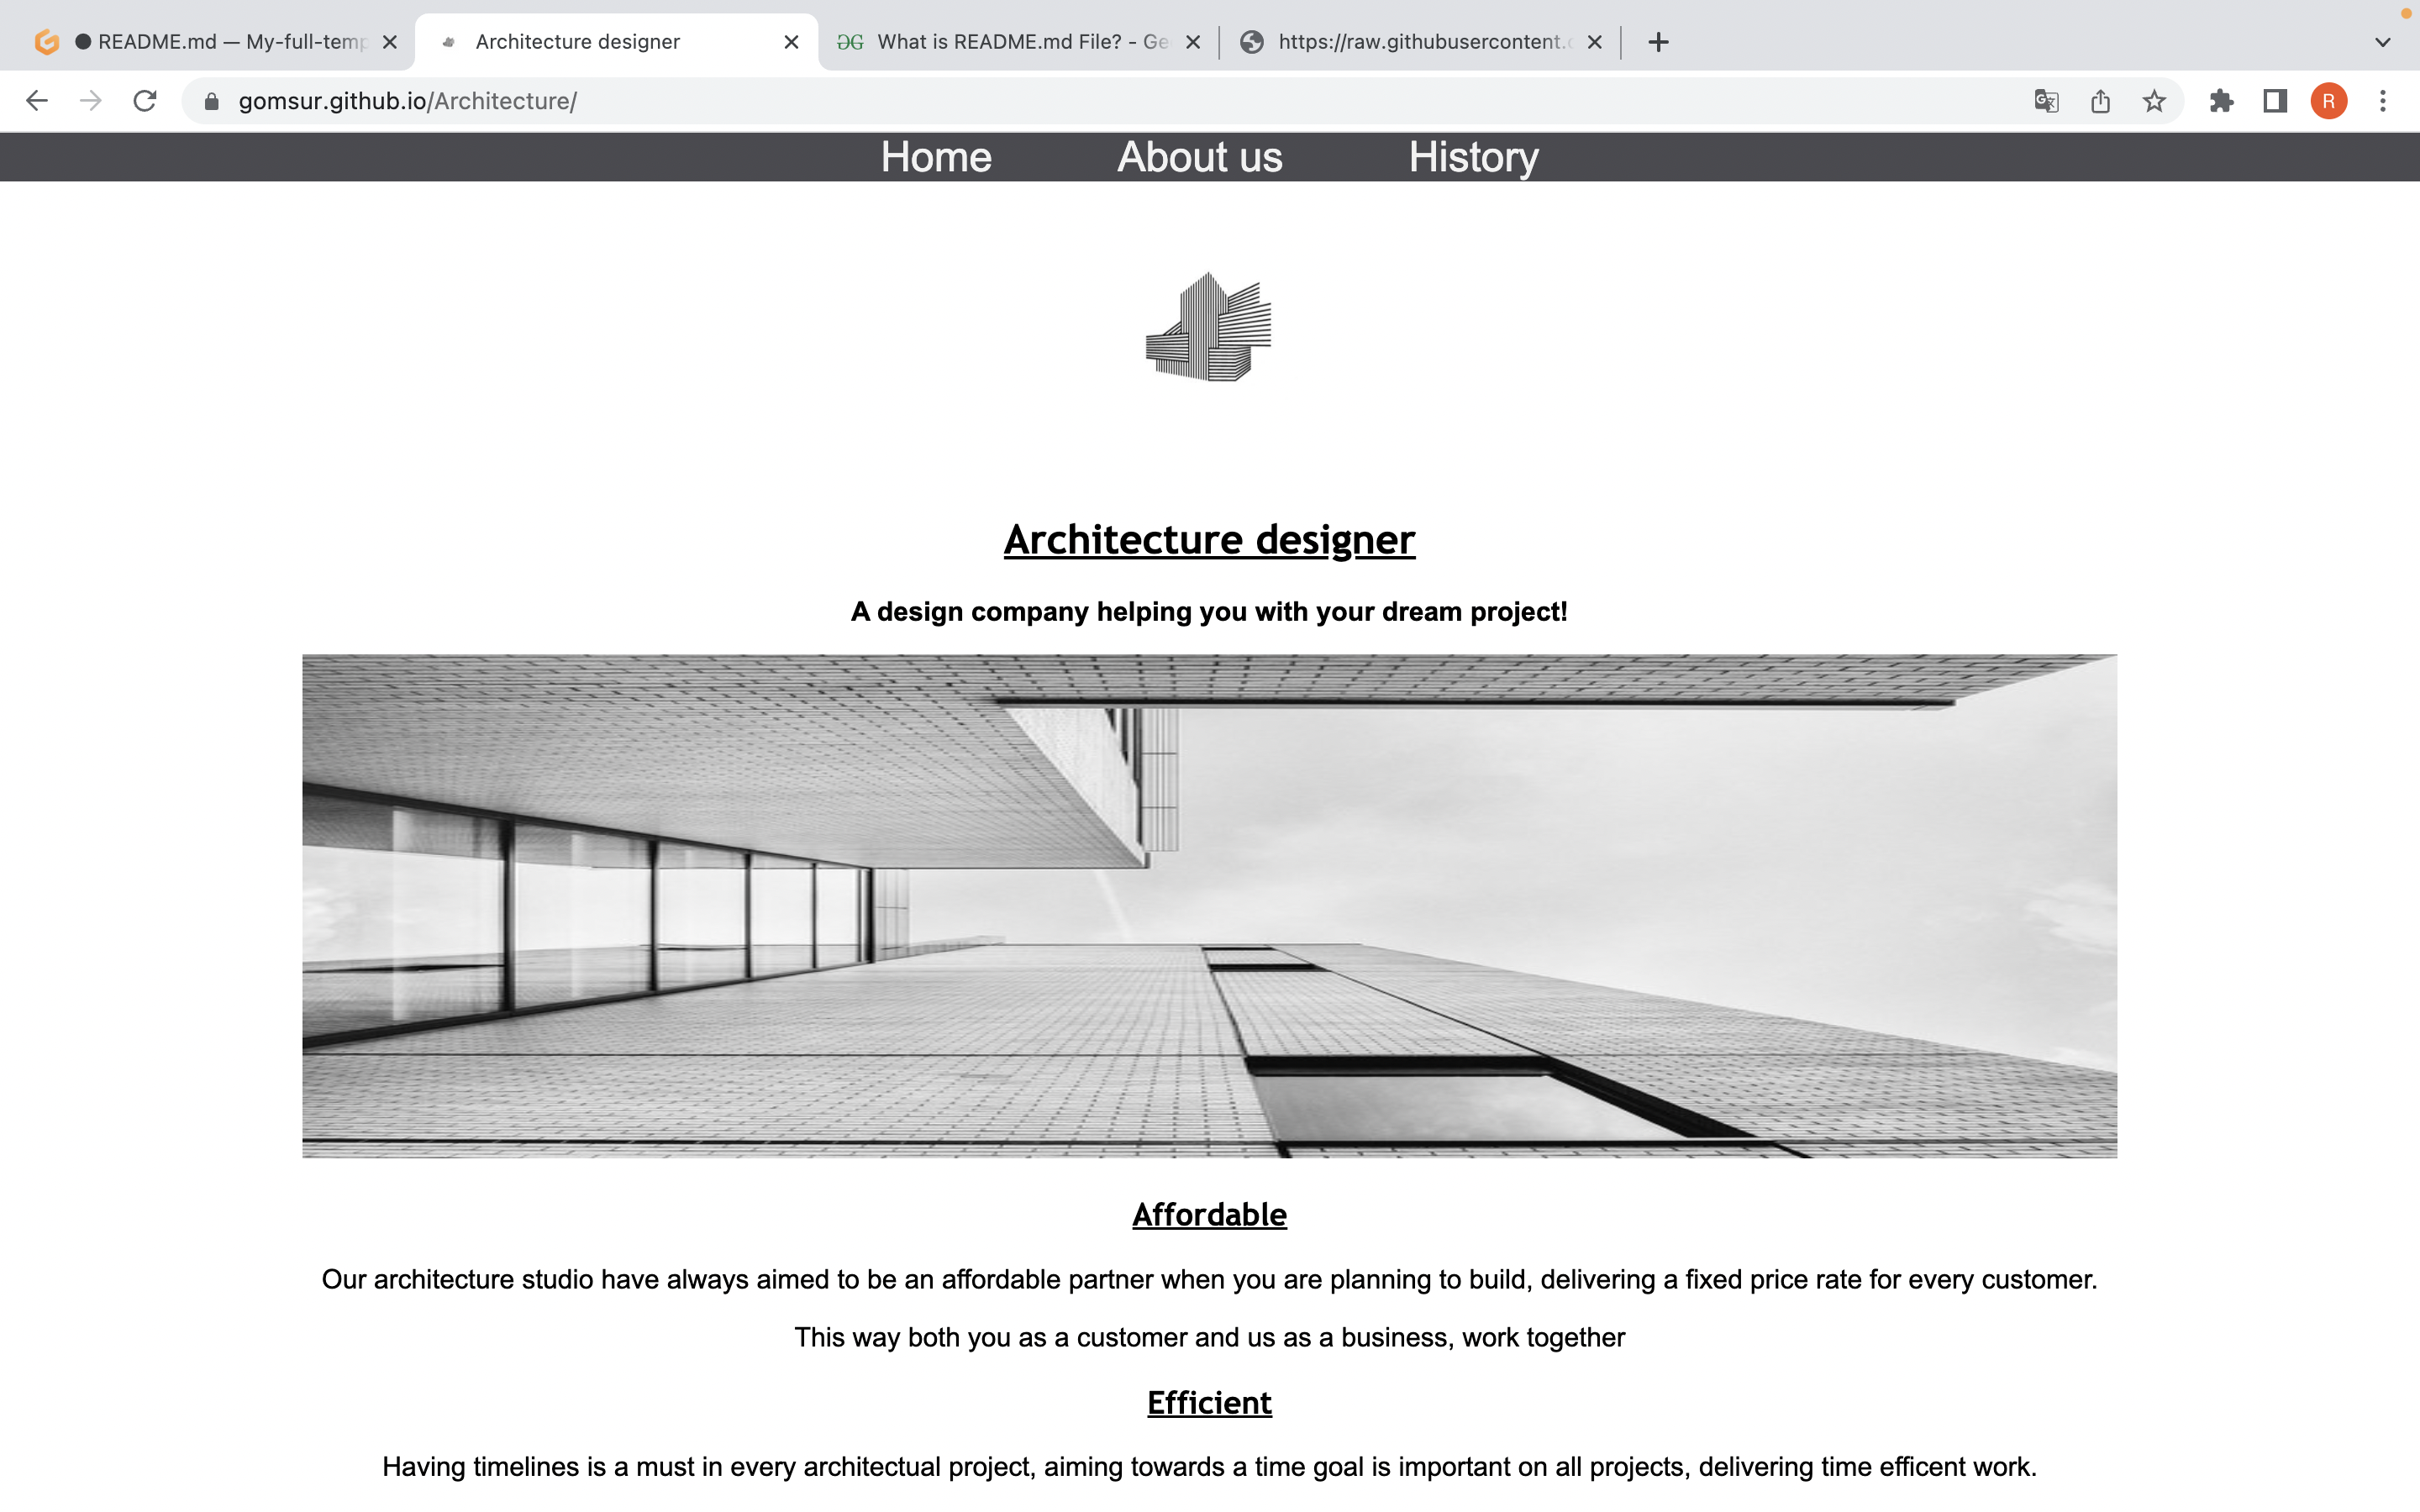 README.md — My-full-temp
Architecture designer
What is README.md File? - Ge
https://raw.githubusercontent.c
gomsur.github.io/Architecture/
R
Home About us History
Architecture designer
A design company helping you with your dream project!
Affordable
Our architecture studio have always aimed to be an affordable partner when you are planning to build, delivering a fixed price rate for every customer.
This way both you as a customer and us as a business, work together
Efficient
Having timelines is a must in every architectual project, aiming towards a time goal is important on all projects, delivering time efficent work.